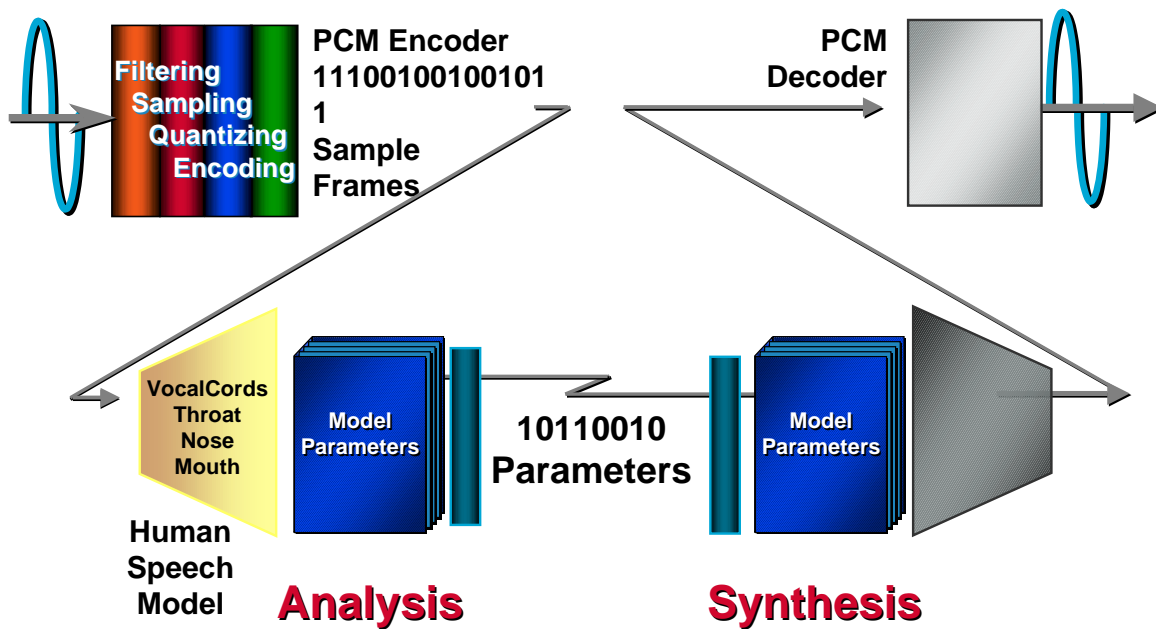 Filtering
Sampling
Quantizing
Encoding
PCM Encoder
11100100100101
1
Sample
Frames
PCM
Decoder
VocalCords
Throat
Nose
Mouth
Human
Speech
Model
Model
Parameters
Analysis
10110010
Parameters
Model
Parameters
Synthesis